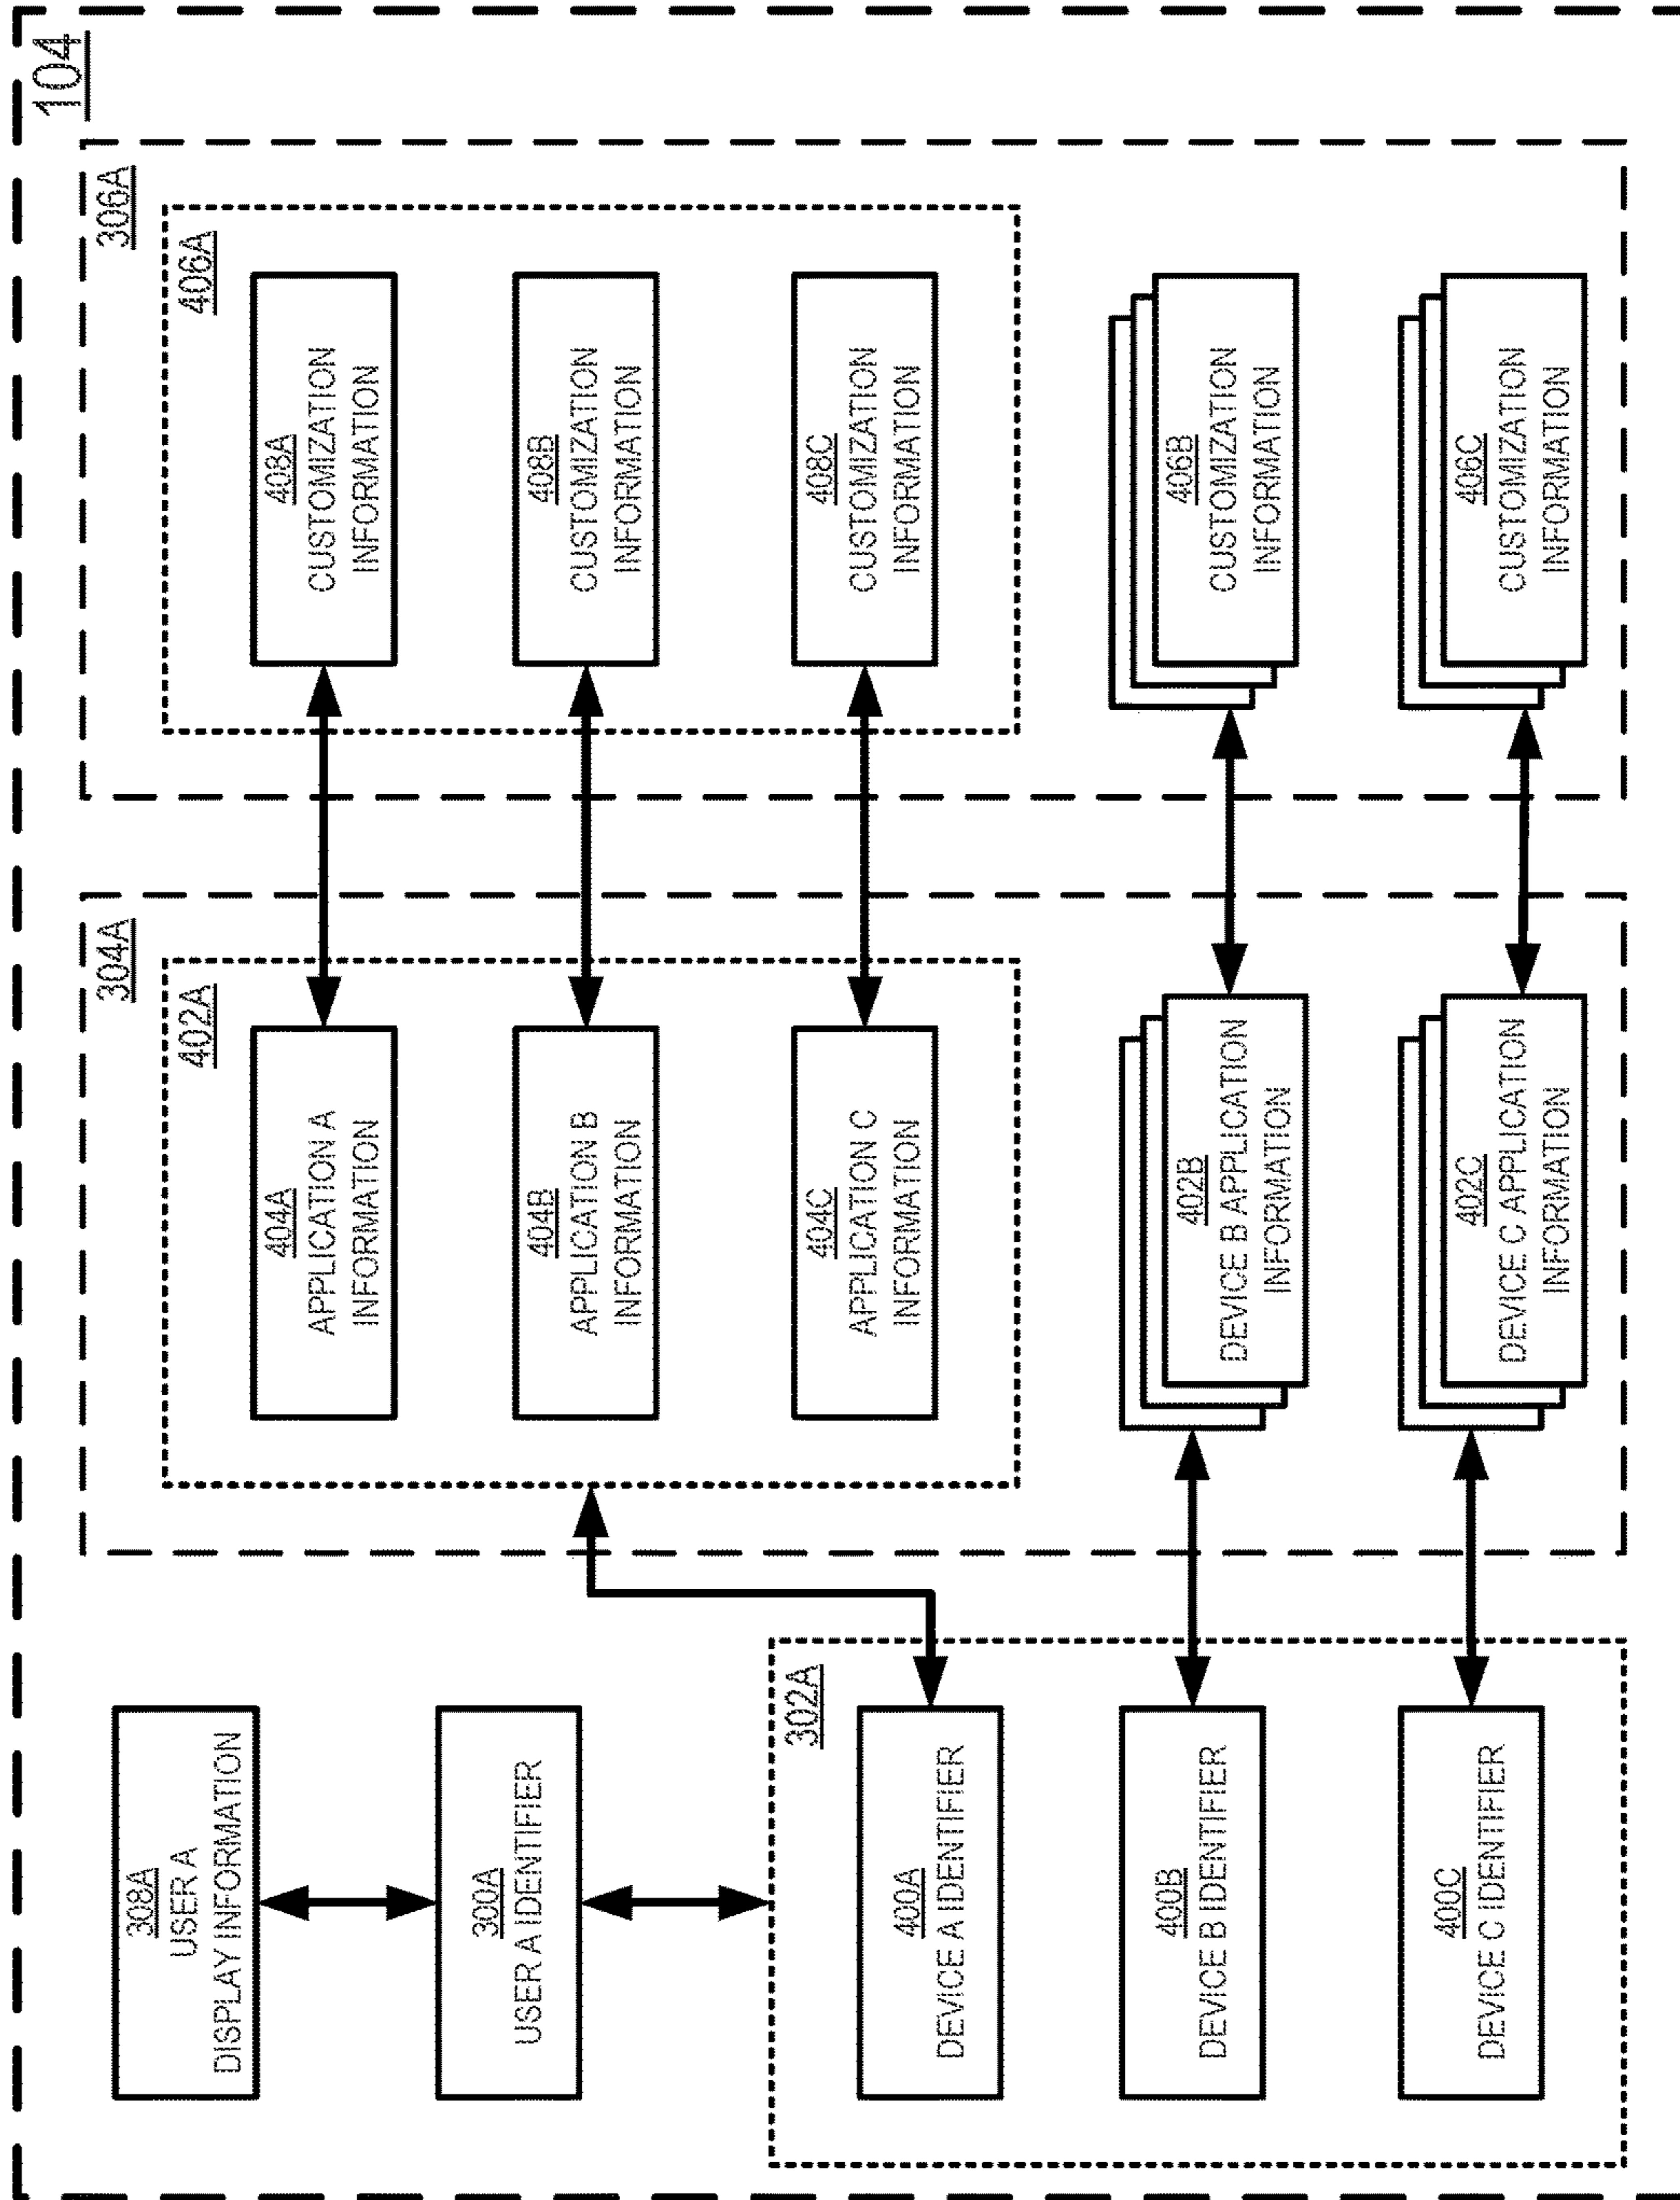 104
308A
USER A
DISPLAY INFORMATION
300A
USER A IDENTIFIER
302A
400A
DEVICE A IDENTIFIER
400B
DEVICE B IDENTIFIER
400C
DEVICE C IDENTIFIER
304A
402A
404A
APPLICATION A
INFORMATION
404B
APPLICATION B
INFORMATION
404C
APPLICATION C
INFORMATION
402B
DEVICE B APPLICATION
INFORMATION
402C
DEVICE C APPLICATION
INFORMATION
306A
406A
408A
CUSTOMIZATION
INFORMATION
408B
CUSTOMIZATION
INFORMATION
408C
CUSTOMIZATION
INFORMATION
406B
CUSTOMIZATION
INFORMATION
406C
CUSTOMIZATION
INFORMATION